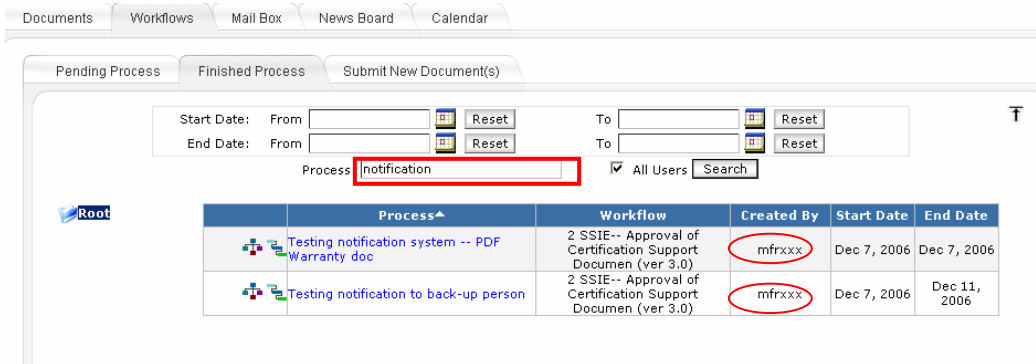 Documents Workflows Mail Box News Board Calendar
Pending Process Finished Process Submit New Document(s)
Start Date: From Reset To Reset
End Date: From Reset To Reset
Process notification All Users Search
Root
Process Workflow Created By Start Date End Date
Testing notification system -- PDF
Warranty doc
2 SSIE-- Approval of
Certification Support
Documen (ver 3.0)
mfrxxx
Dec 7, 2006
Dec 7, 2006
Testing notification to back-up person
2 SSIE-- Approval of
Certification Support
Documen (ver 3.0)
mfrxxx
Dec 7, 2006
Dec 11,
2006